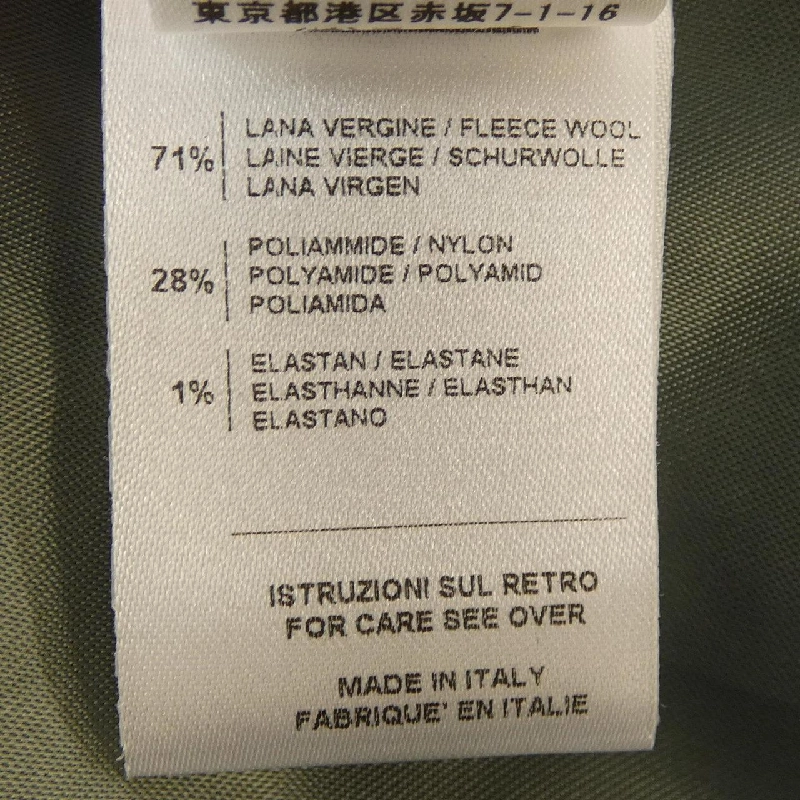 東京都港区赤坂7-1-16
71%
LANA VERGINE / FLEECE WOOL
LAINE VIERGE / SCHURWOLLE
LANA VIRGEN
28%
POLIAMMIDE / NYLON
POLYAMIDE / POLYAMID
POLIAMIDA
1%
ELASTAN / ELASTANE
ELASTHANNE / ELASTHAN
ELASTANO
ISTRUZIONI SUL RETRO
FOR CARE SEE OVER
MADE IN ITALY
FABRIQUE' EN ITALIE